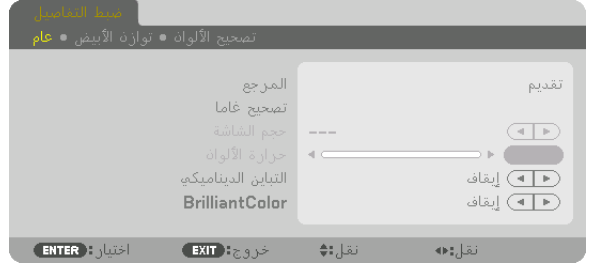 ضبط التفاصيل
عام ● توازن الأبيض ● تصحيح الألوان
المرجع تقديم
تصحيح غاما
حجم الشاشة ---
حرارة الألوان
التباين الديناميكي إيقاف
BrilliantColor إيقاف
ENTER :اختيار EXIT :خروج نقل: نقل: